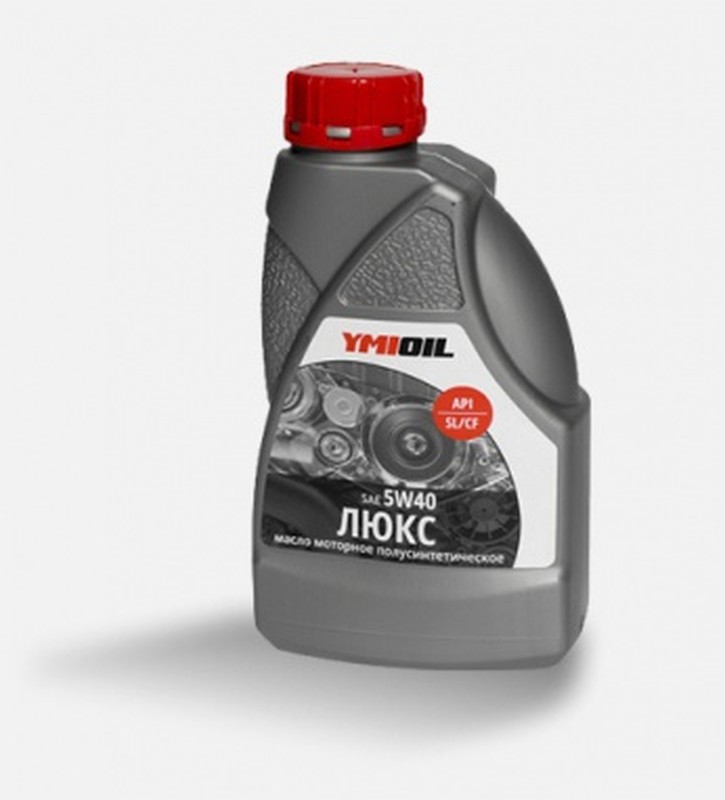 YMIOIL
API
SL/CF
SAE 5W40
ЛЮКС
масло моторное полусинтетическое